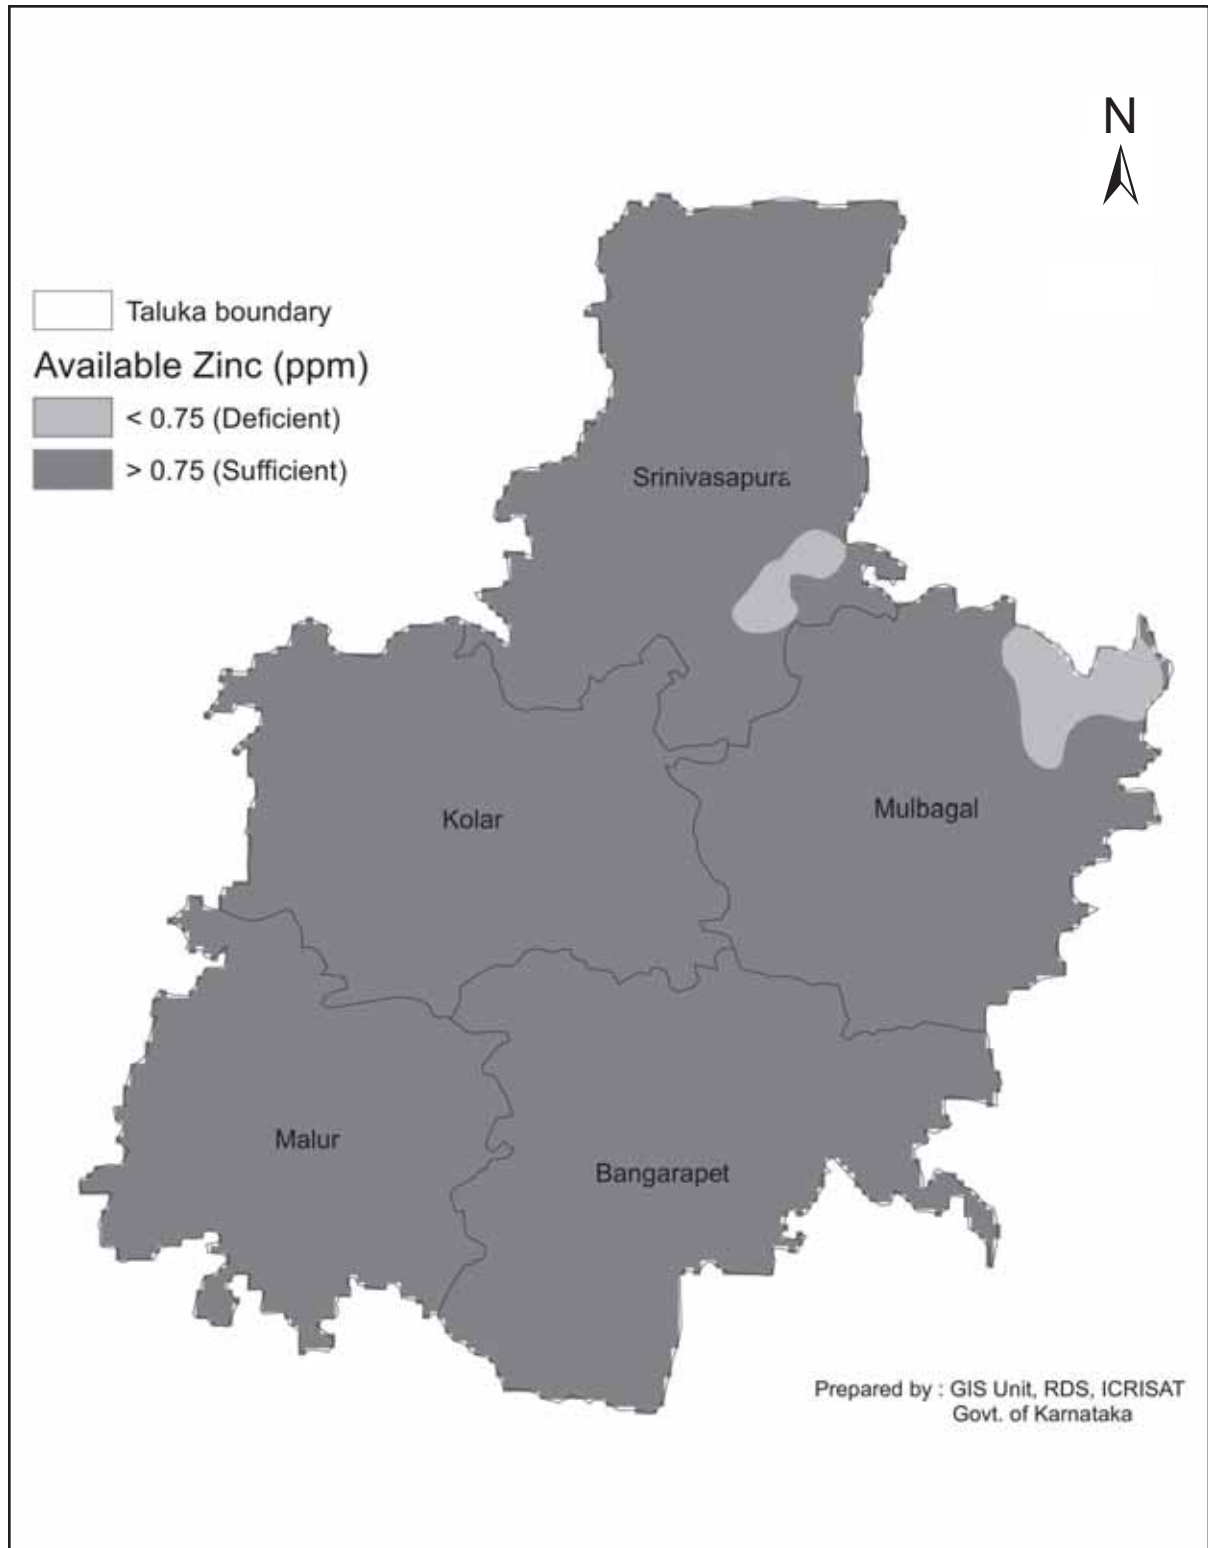 N
Taluka boundary
Available Zinc (ppm)
< 0.75 (Deficient)
> 0.75 (Sufficient)
Srinivasapura
Kolar
Mulbagal
Malur
Bangarapet
Prepared by : GIS Unit, RDS, ICRISAT
Govt. of Karnataka